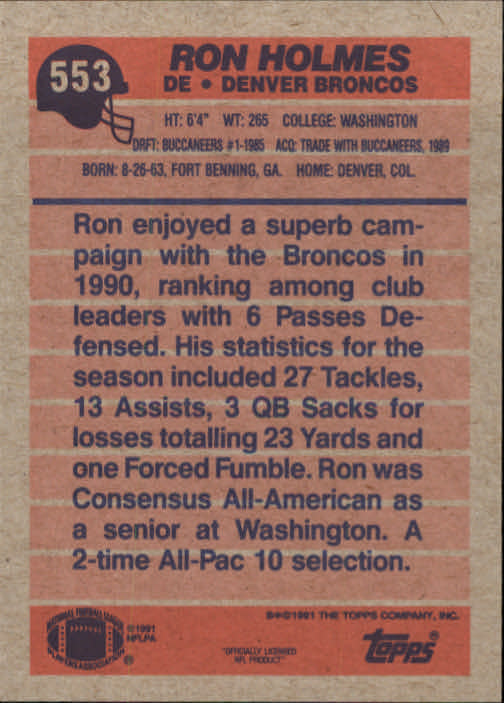 553
RON HOLMES
DE • DENVER BRONCOS
HT: 6'4" WT: 265 COLLEGE: WASHINGTON
DRFT: BUCCANEERS #1-1985 ACQ: TRADE WITH BUCCANEERS, 1989
BORN: 8-26-63, FORT BENNING, GA. HOME: DENVER, COL.
Ron enjoyed a superb cam-
paign with the Broncos in
1990, ranking among club
leaders with 6 Passes De-
fensed. His statistics for the
season included 27 Tackles,
13 Assists, 3 QB Sacks for
losses totalling 23 Yards and
one Forced Fumble. Ron was
Consensus All-American as
a senior at Washington. A
2-time All-Pac 10 selection.
NATIONAL FOOTBALL LEAGUE
PLAYERS ASSOCIATION
®
©1991
NFLPA
"OFFICIALLY LICENSED
NFL PRODUCT"
B✻©1991 THE TOPPS COMPANY, INC.
topps®